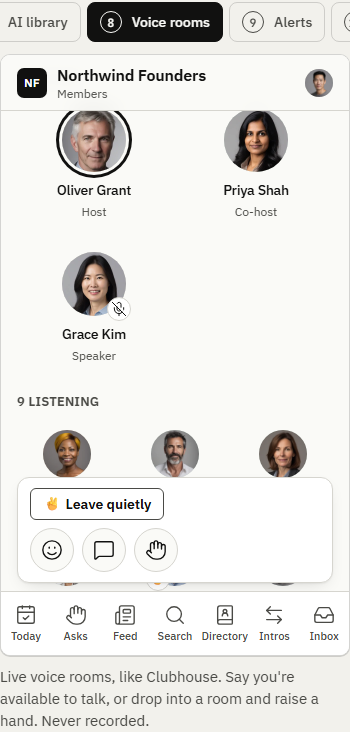 AI library
8 Voice rooms
9 Alerts
NF
Northwind Founders
Members
Oliver Grant
Host
Priya Shah
Co-host
Grace Kim
Speaker
9 LISTENING
✌️ Leave quietly
Today
Asks
Feed
Search
Directory
Intros
Inbox
Live voice rooms, like Clubhouse. Say you're
available to talk, or drop into a room and raise a
hand. Never recorded.